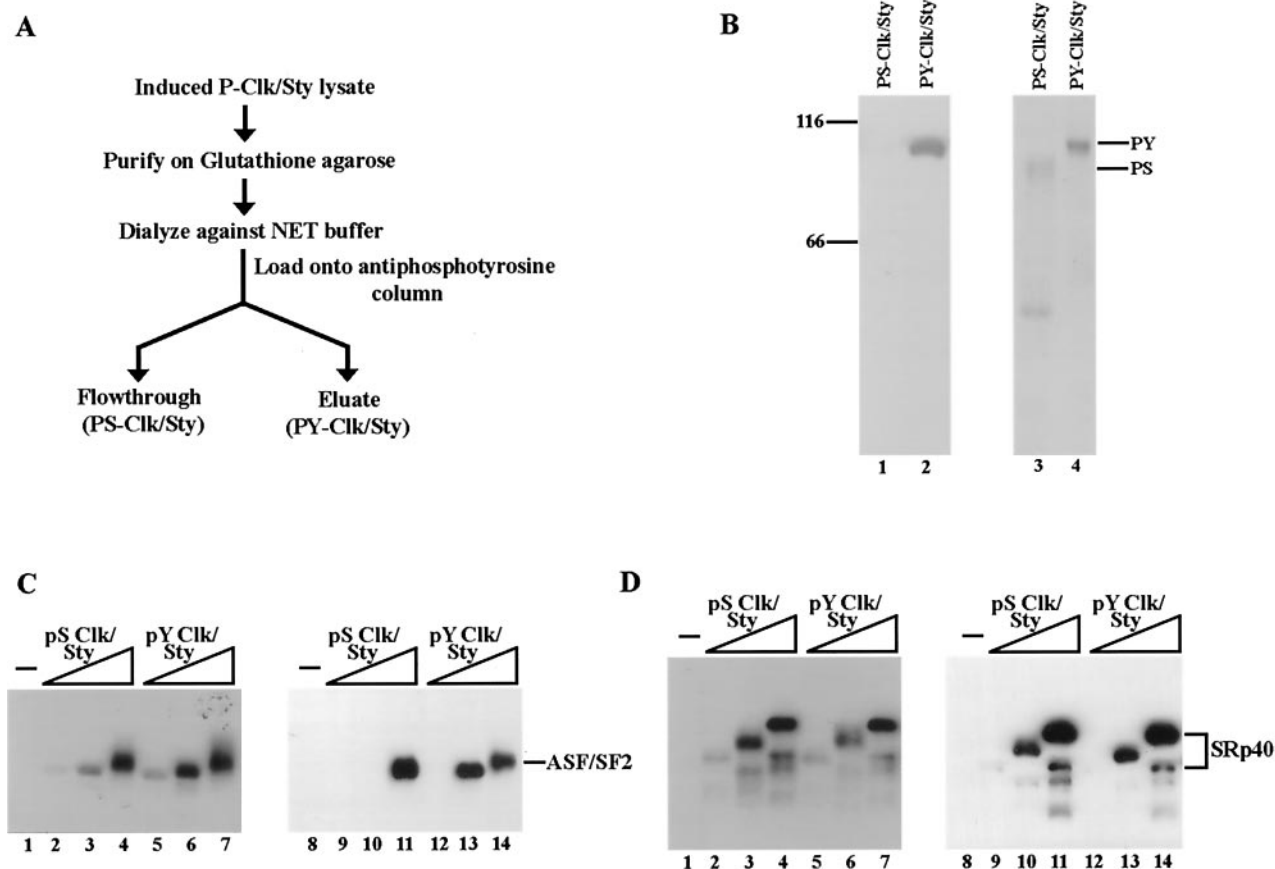 A
Induced P-Clk/Sty lysate
Purify on Glutathione agarose
Dialyze against NET buffer
Load onto antiphosphotyrosine
column
Flowthrough
(PS-Clk/Sty)
Eluate
(PY-Clk/Sty)
B
PS-Clk/Sty
PY-Clk/Sty
PS-Clk/Sty
PY-Clk/Sty
116
66
PY
PS
1 2 3 4
C
pS Clk/
Sty
pY Clk/
Sty
pS Clk/
Sty
pY Clk/
Sty
ASF/SF2
1 2 3 4 5 6 7 8 9 10 11 12 13 14
D
pS Clk/
Sty
pY Clk/
Sty
pS Clk/
Sty
pY Clk/
Sty
SRp40
1 2 3 4 5 6 7 8 9 10 11 12 13 14